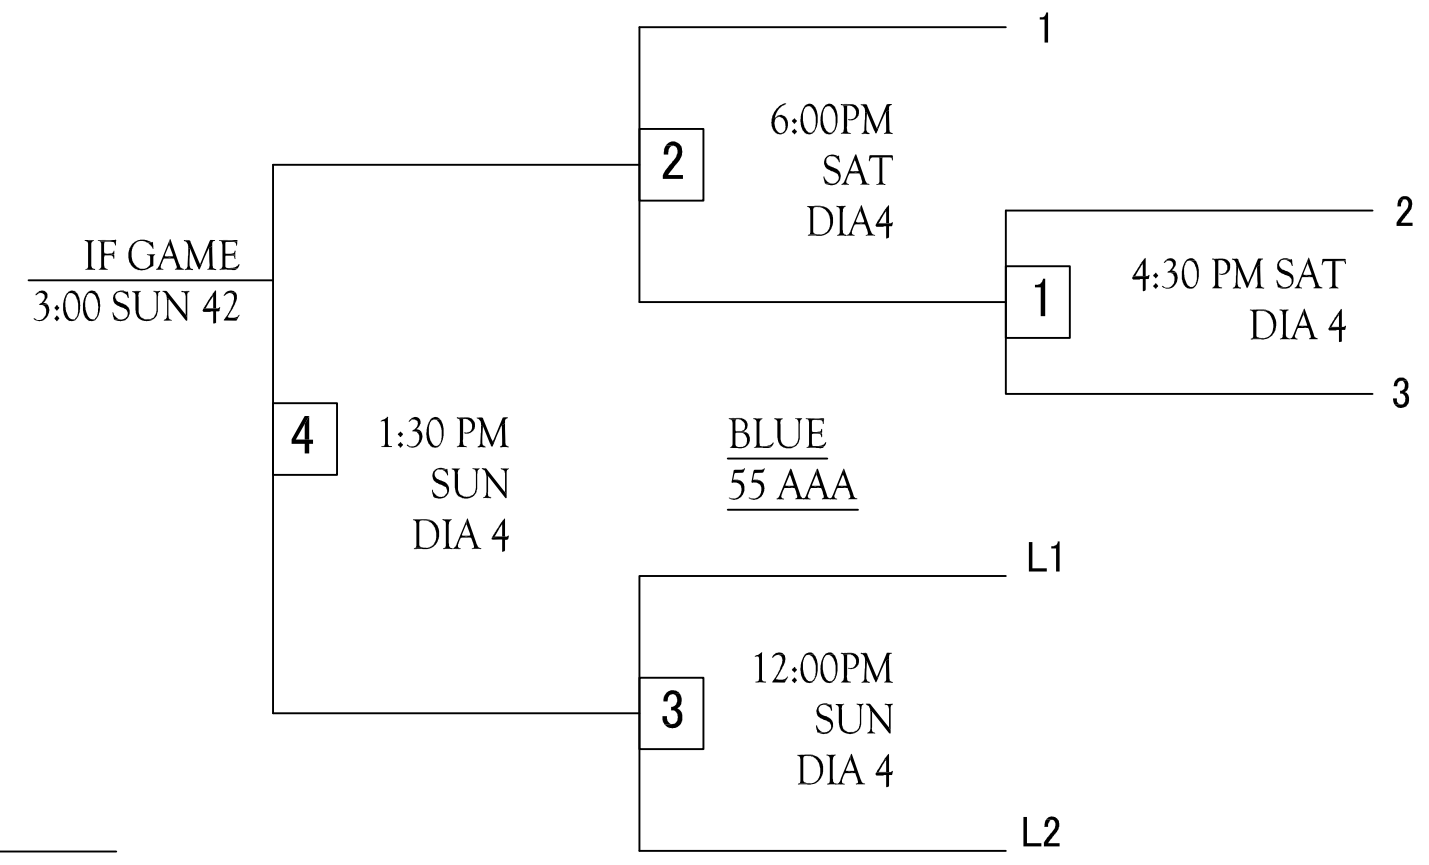 1
6:00PM
SAT
DIA4
2
2
4:30 PM SAT
DIA 4
1
3
IF GAME
3:00 SUN 42
4
1:30 PM
SUN
DIA 4
BLUE
55 AAA
L1
12:00PM
SUN
DIA 4
3
L2